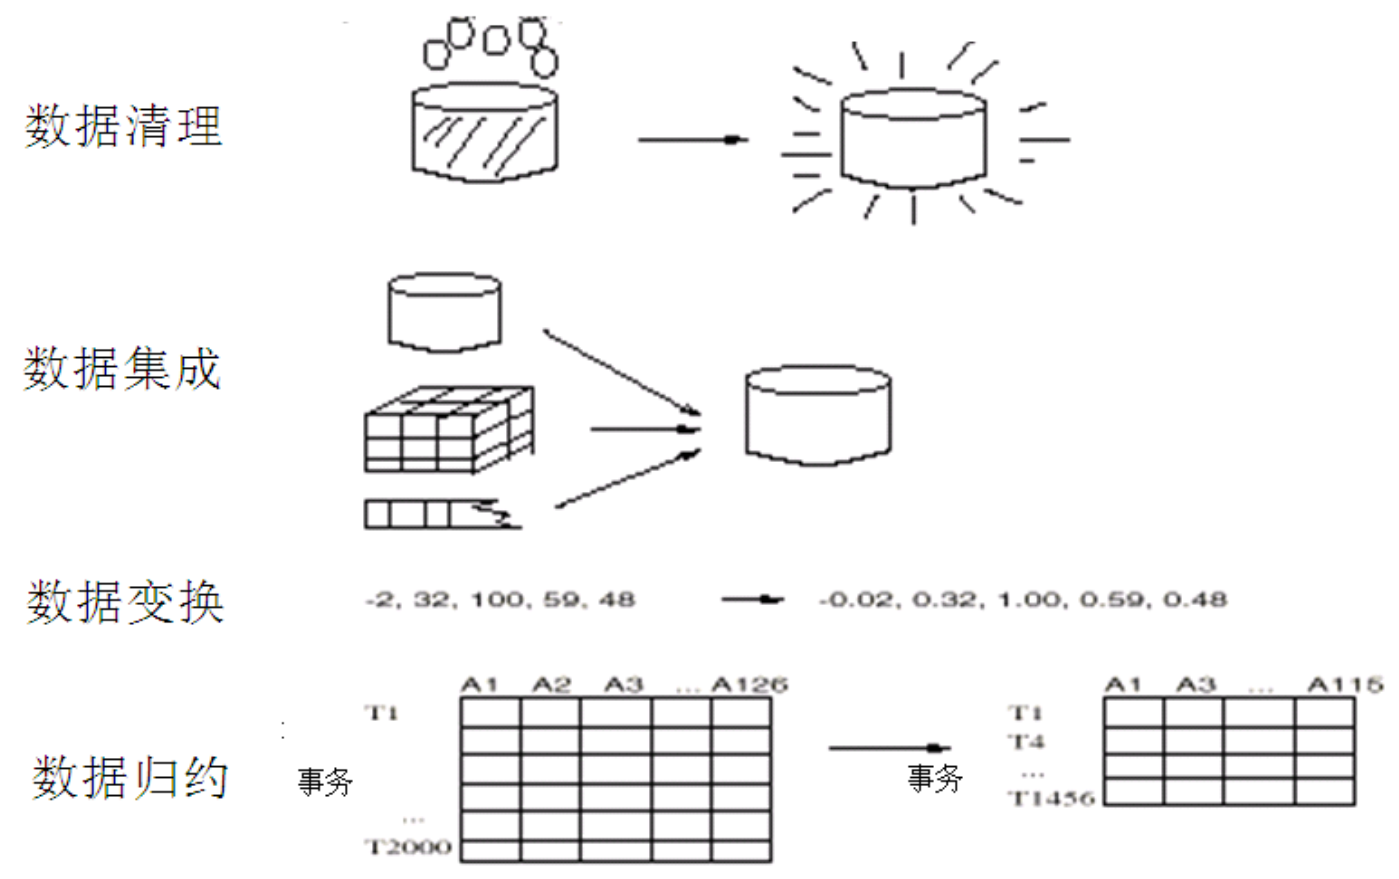 数据清理
数据集成
数据变换
-2, 32, 100, 59, 48
-0.02, 0.32, 1.00, 0.59, 0.48
数据归约
:
事务
A1 A2 A3 ... A126
T1
...
T2000
事务
A1 A3 ... A115
T1
T4
...
T1456